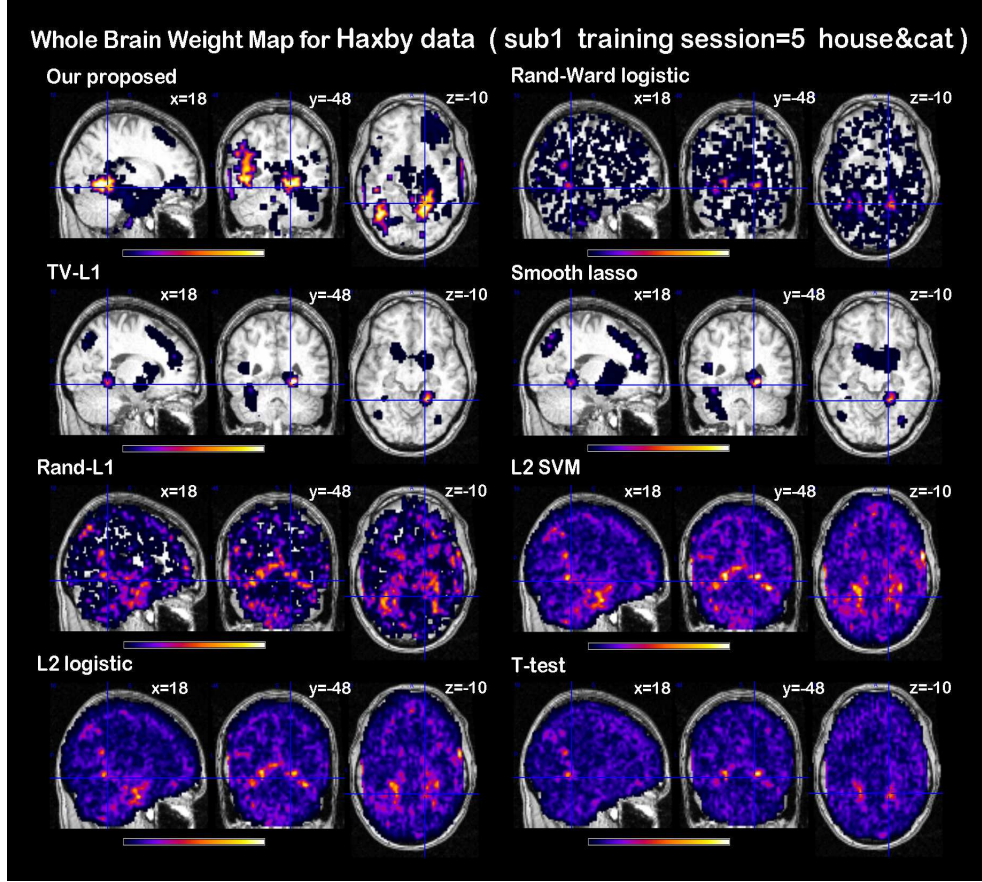 Whole Brain Weight Map for Haxby data ( sub1 training session=5 house&cat )
Our proposed
x=18 y=-48 z=-10
Rand-Ward logistic
x=18 y=-48 z=-10
TV-L1
x=18 y=-48 z=-10
Smooth lasso
x=18 y=-48 z=-10
Rand-L1
x=18 y=-48 z=-10
L2 SVM
x=18 y=-48 z=-10
L2 logistic
x=18 y=-48 z=-10
T-test
x=18 y=-48 z=-10